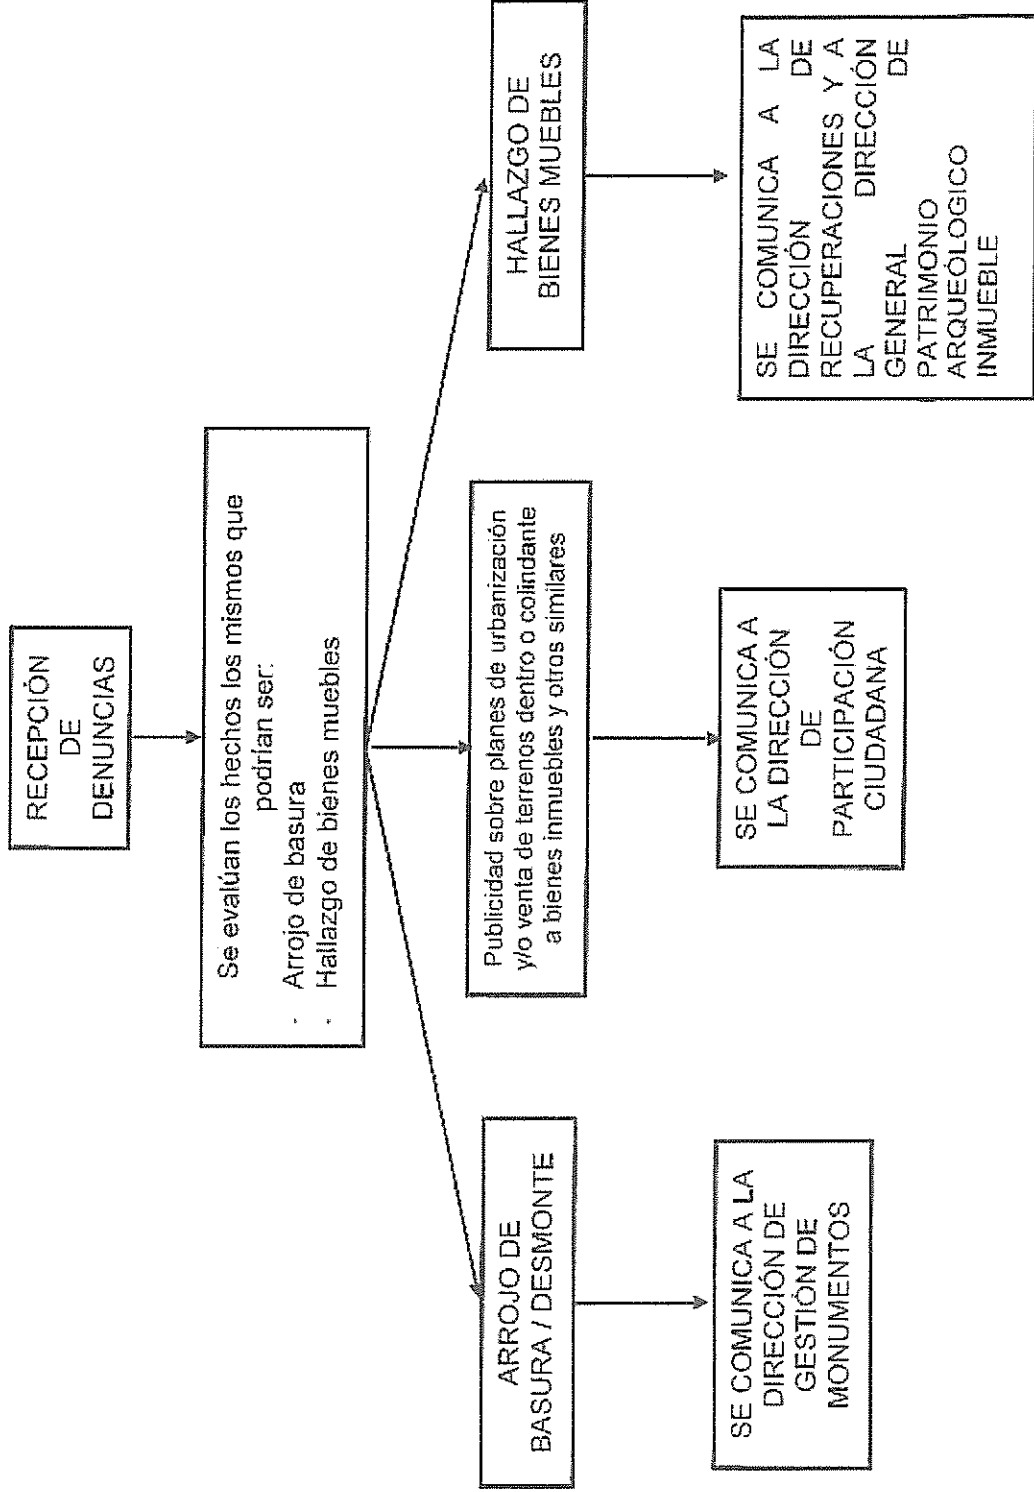 RECEPCIÓN
DE
DENUNCIAS
Se evalúan los hechos los mismos que
podrían ser:
- Arrojo de basura
- Hallazgo de bienes muebles
ARROJO DE
BASURA / DESMONTE
Publicidad sobre planes de urbanización
y/o venta de terrenos dentro o colindante
a bienes inmuebles y otros similares
HALLAZGO DE
BIENES MUEBLES
SE COMUNICA A LA
DIRECCIÓN DE
GESTIÓN DE
MONUMENTOS
SE COMUNICA A
LA DIRECCIÓN
DE
PARTICIPACIÓN
CIUDADANA
SE COMUNICA A LA
DIRECCIÓN DE
RECUPERACIONES Y A
LA DIRECCIÓN
GENERAL DE
PATRIMONIO
ARQUEÓLOGICO
INMUEBLE